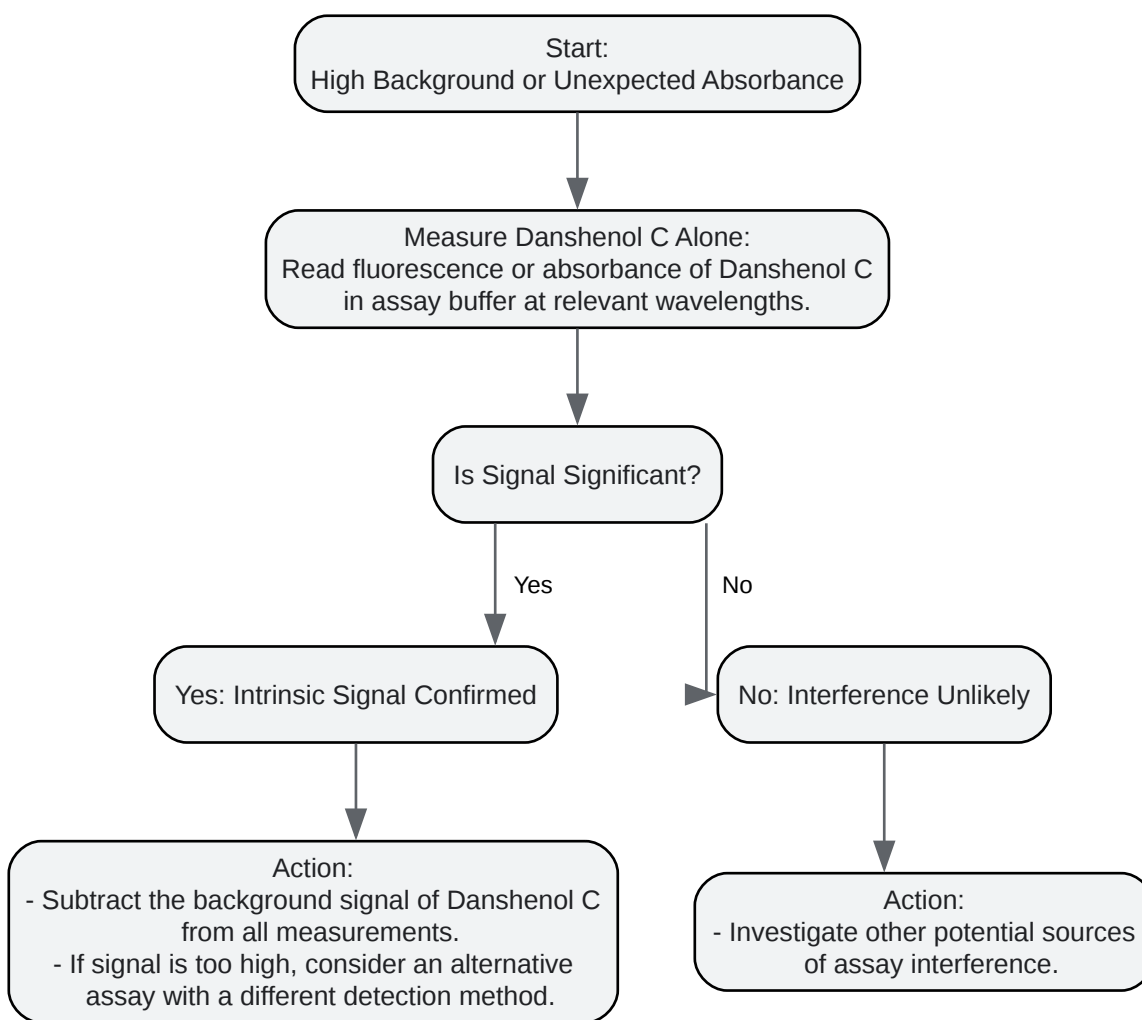 Start:
High Background or Unexpected Absorbance
Measure Danshenol C Alone:
Read fluorescence or absorbance of Danshenol C
in assay buffer at relevant wavelengths.
Is Signal Significant?
Yes
No
Yes: Intrinsic Signal Confirmed
No: Interference Unlikely
Action:
- Subtract the background signal of Danshenol C
from all measurements.
- If signal is too high, consider an alternative
assay with a different detection method.
Action:
- Investigate other potential sources
of assay interference.